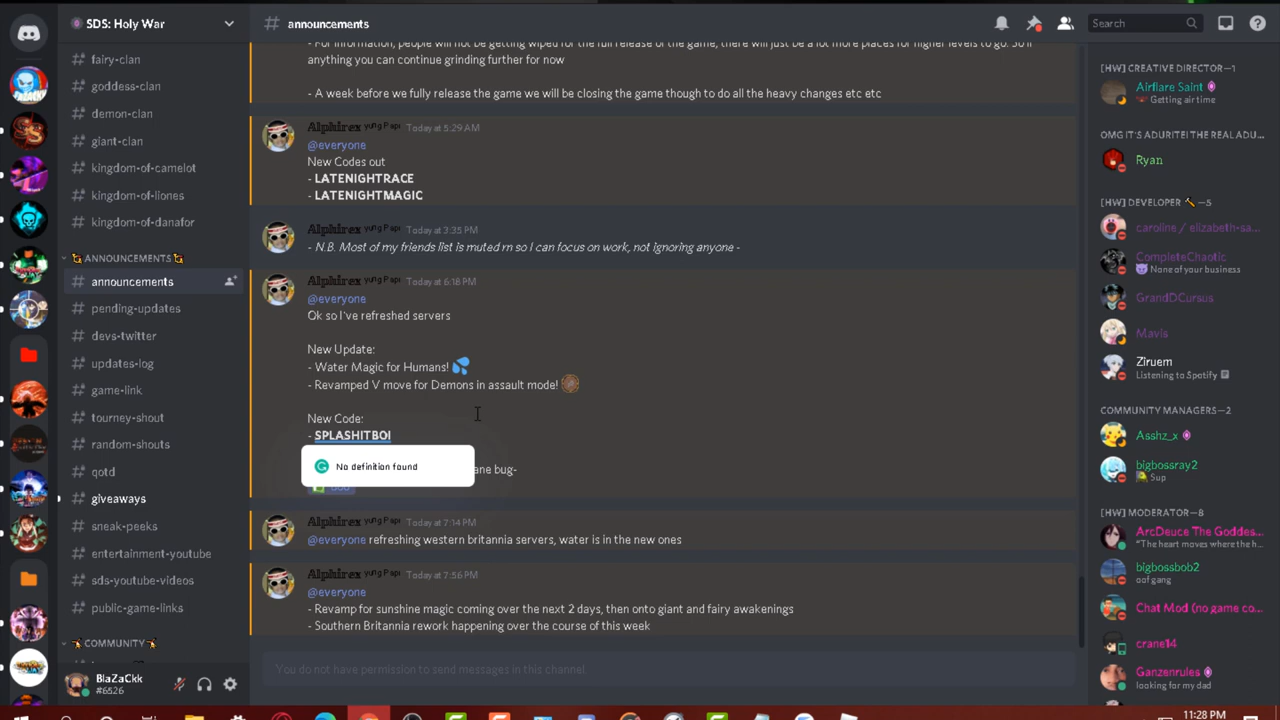 SDS: Holy War
announcements
Search
fairy-clan
goddess-clan
demon-clan
giant-clan
kingdom-of-camelot
kingdom-of-liones
kingdom-of-danafor
ANNOUNCEMENTS
announcements
pending-updates
devs-twitter
updates-log
game-link
tourney-shout
random-shouts
qotd
giveaways
sneak-peeks
entertainment-youtube
sds-youtube-videos
public-game-links
COMMUNITY
BlaZaCkk
#6526
- For information, people will not be getting wiped for the full release of the game, there will just be a lot more places for higher levels to go. So if
anything you can continue grinding further for now
- A week before we fully release the game we will be closing the game though to do all the heavy changes etc etc
Alphirex yung Papi Today at 5:29 AM
@everyone
New Codes out
- LATENIGHTRACE
- LATENIGHTMAGIC
Alphirex yung Papi Today at 3:35 PM
- N.B. Most of my friends list is muted rn so I can focus on work, not ignoring anyone -
Alphirex yung Papi Today at 6:18 PM
@everyone
Ok so I've refreshed servers
New Update:
- Water Magic for Humans!
- Revamped V move for Demons in assault mode!
New Code:
- SPLASHITBOI
No definition found
ane bug-
Alphirex yung Papi Today at 7:14 PM
@everyone refreshing western britannia servers, water is in the new ones
Alphirex yung Papi Today at 7:56 PM
@everyone
- Revamp for sunshine magic coming over the next 2 days, then onto giant and fairy awakenings
- Southern Britannia rework happening over the course of this week
You do not have permission to send messages in this channel.
[HW] CREATIVE DIRECTOR—1
Airflare Saint
Getting air time
OMG IT'S ADURITE! THE REAL ADU...
Ryan
[HW] DEVELOPER —5
caroline / elizabeth-sa...
CompleteChaotic
None of your business
GrandDCursus
Mavis
Ziruem
Listening to Spotify
COMMUNITY MANAGERS—2
Asshz_x
bigbossray2
Sup
[HW] MODERATOR—8
ArcDeuce The Goddes...
"The heart moves where the h...
bigbossbob2
oof gang
Chat Mod (no game co...
crane14
Ganzenrules
looking for my dad
11:28 PM